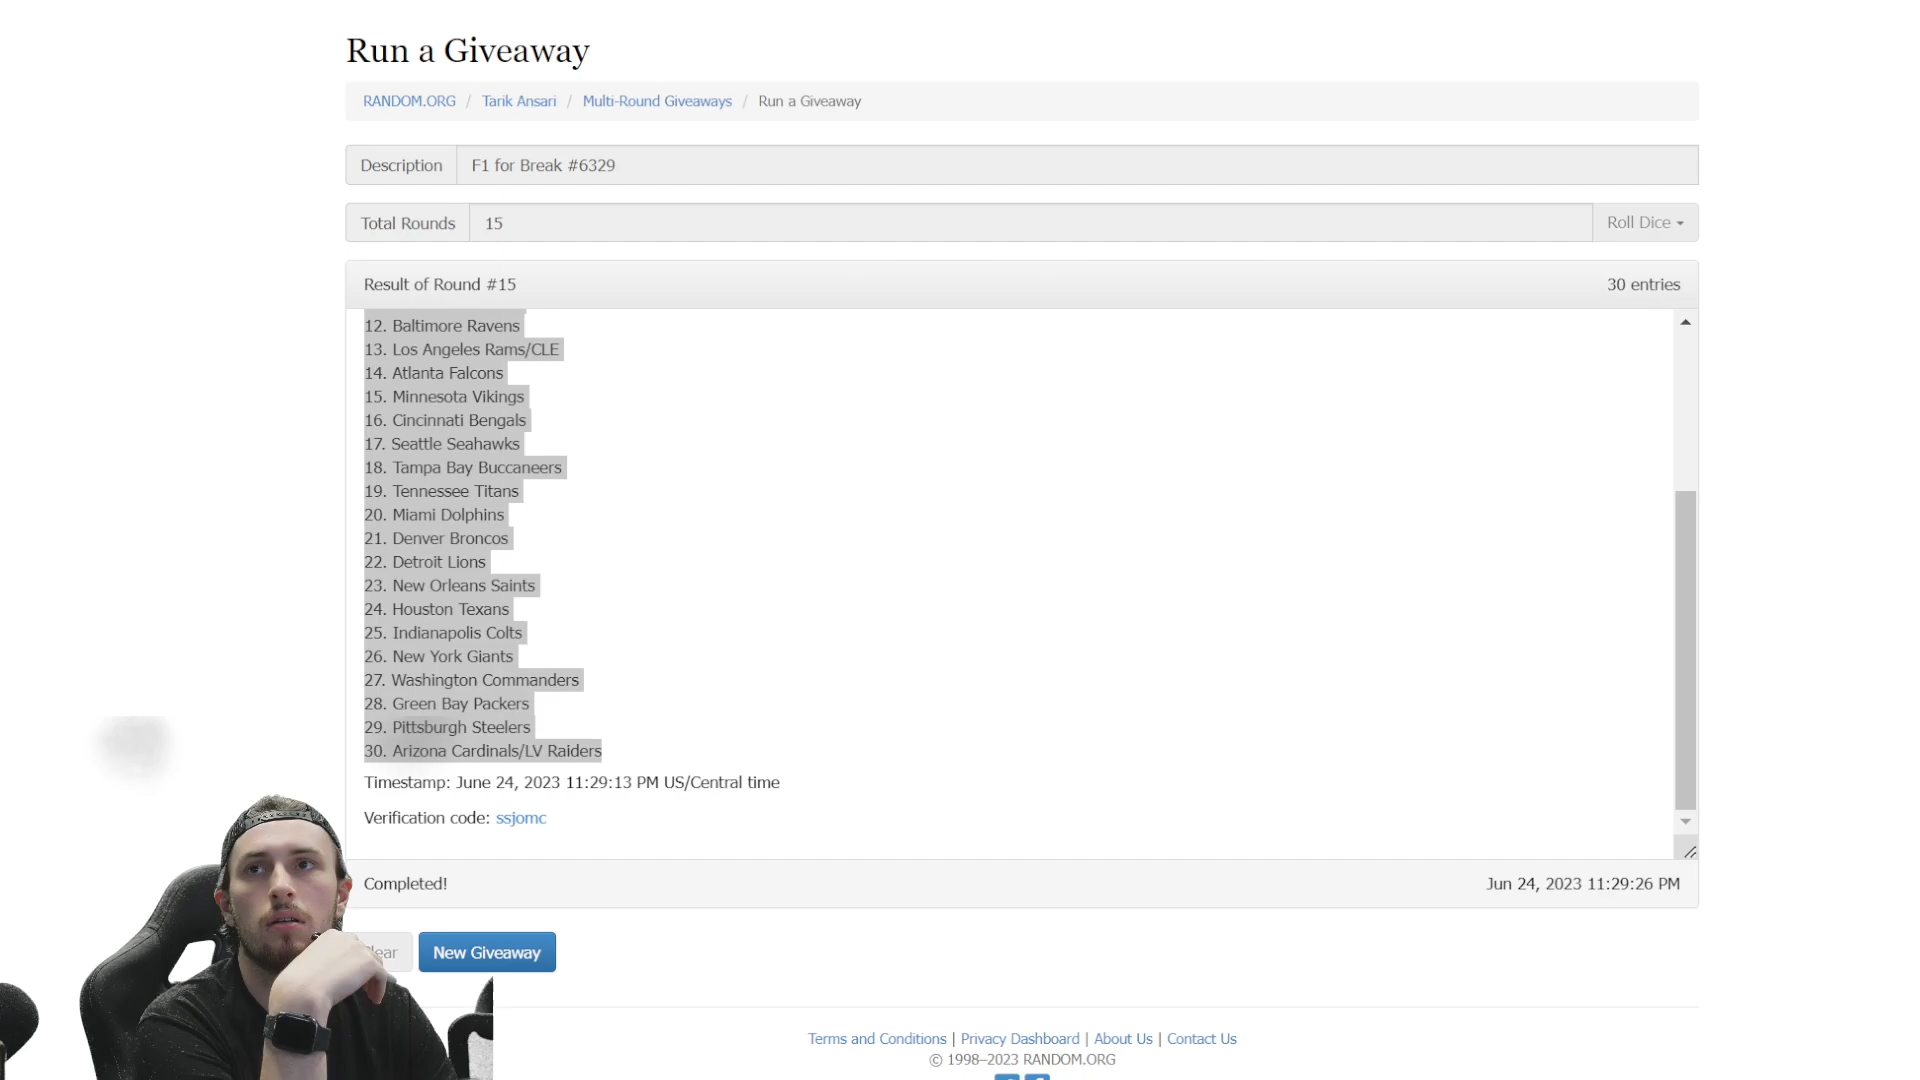 Run a Giveaway
RANDOM.ORG / Tarik Ansari / Multi-Round Giveaways / Run a Giveaway
Description F1 for Break #6329
Total Rounds 15 Roll Dice
Result of Round #15 30 entries
12. Baltimore Ravens
13. Los Angeles Rams/CLE
14. Atlanta Falcons
15. Minnesota Vikings
16. Cincinnati Bengals
17. Seattle Seahawks
18. Tampa Bay Buccaneers
19. Tennessee Titans
20. Miami Dolphins
21. Denver Broncos
22. Detroit Lions
23. New Orleans Saints
24. Houston Texans
25. Indianapolis Colts
26. New York Giants
27. Washington Commanders
28. Green Bay Packers
29. Pittsburgh Steelers
30. Arizona Cardinals/LV Raiders
Timestamp: June 24, 2023 11:29:13 PM US/Central time
Verification code: ssjomc
Completed! Jun 24, 2023 11:29:26 PM
New Giveaway
Terms and Conditions | Privacy Dashboard | About Us | Contact Us
© 1998–2023 RANDOM.ORG